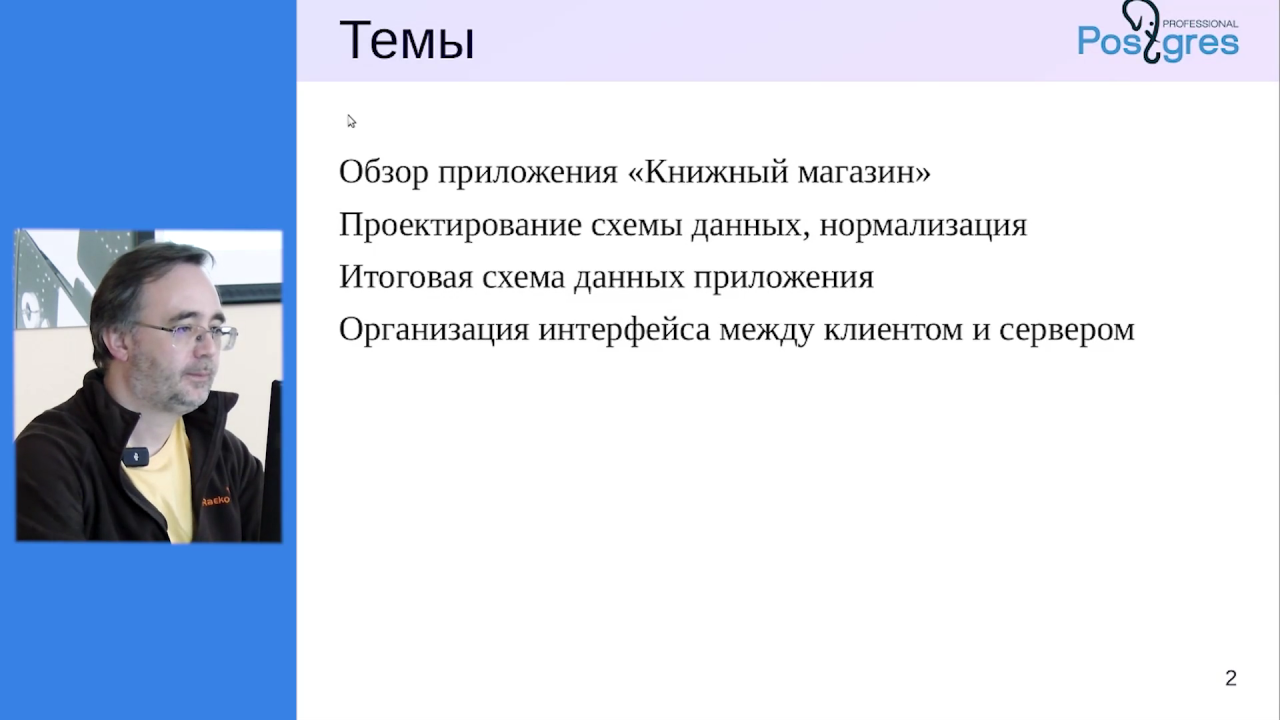 Темы
PROFESSIONAL
Postgres
Обзор приложения «Книжный магазин»
Проектирование схемы данных, нормализация
Итоговая схема данных приложения
Организация интерфейса между клиентом и сервером
2